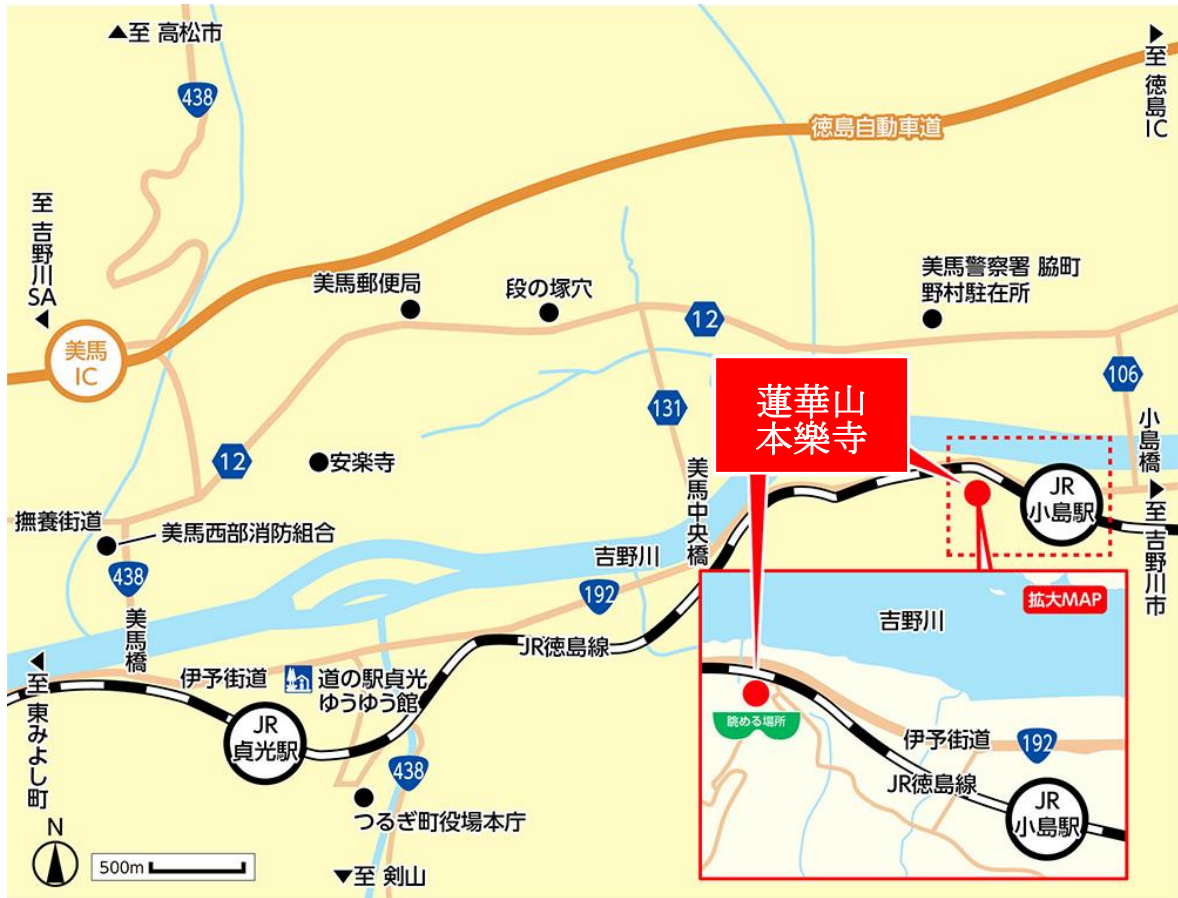 ▲至 高松市
438
▶至 徳島IC
徳島自動車道
至 吉野川SA◀
美馬
IC
美馬郵便局
段の塚穴
美馬警察署 脇町
野村駐在所
12
106
131
蓮華山
本樂寺
小島橋
12
安楽寺
美馬中央橋
JR
小島駅
▶至 吉野川市
撫養街道
美馬西部消防組合
438
吉野川
192
美馬橋
JR徳島線
◀至 東みよし町
伊予街道
道の駅貞光
ゆうゆう館
JR
貞光駅
438
つるぎ町役場本庁
▼至 剣山
N
500m
拡大MAP
吉野川
眺める場所
伊予街道
192
JR徳島線
JR
小島駅